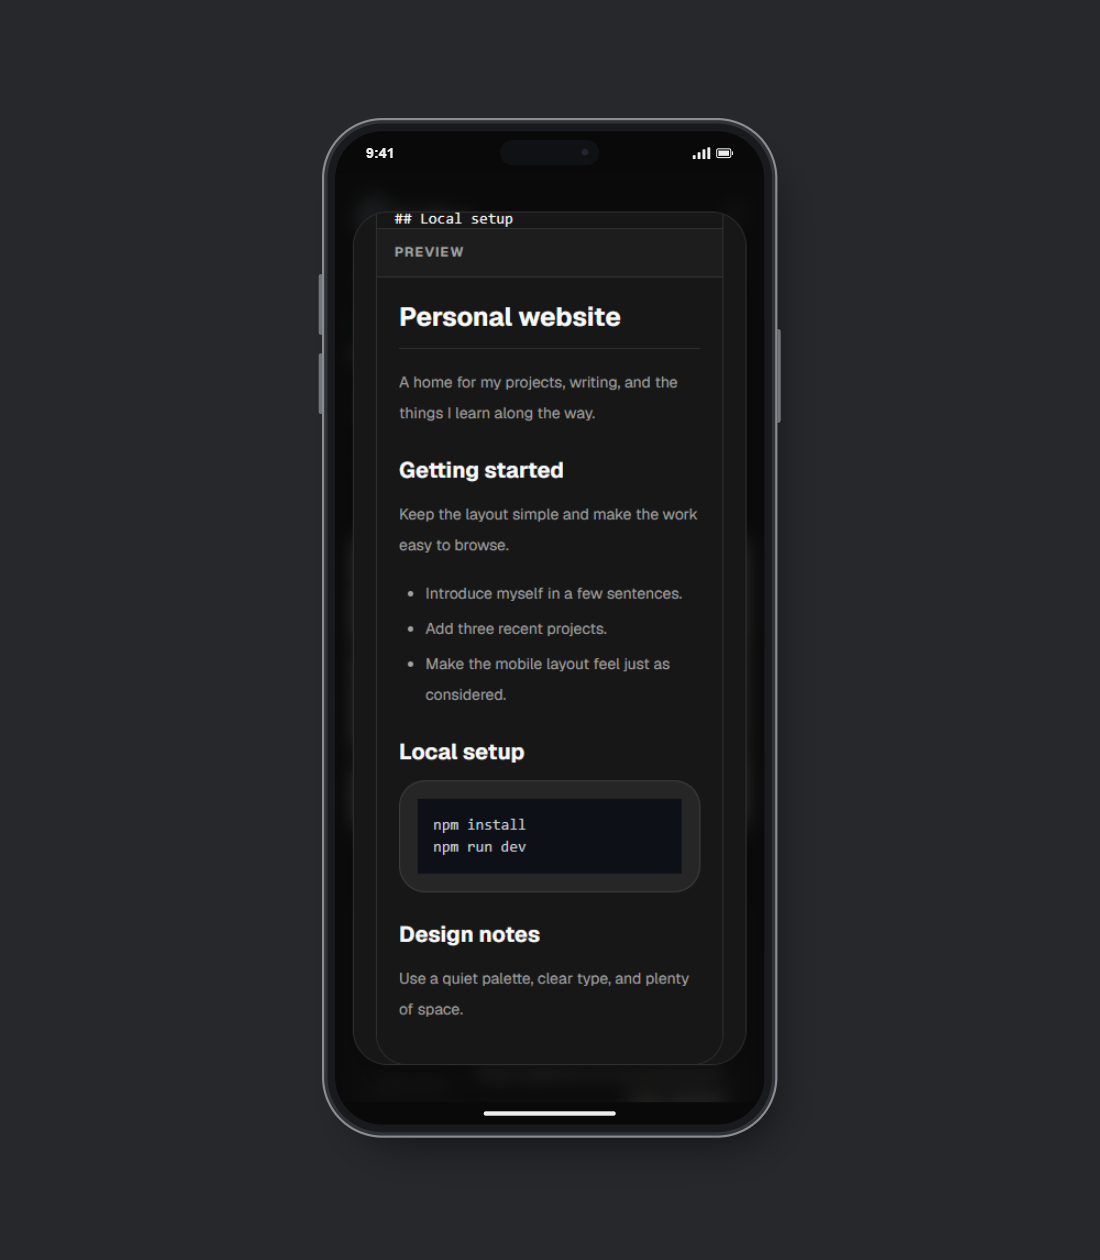 9:41
## Local setup
PREVIEW
Personal website
A home for my projects, writing, and the
things I learn along the way.
Getting started
Keep the layout simple and make the work
easy to browse.
• Introduce myself in a few sentences.
• Add three recent projects.
• Make the mobile layout feel just as
considered.
Local setup
npm install
npm run dev
Design notes
Use a quiet palette, clear type, and plenty
of space.